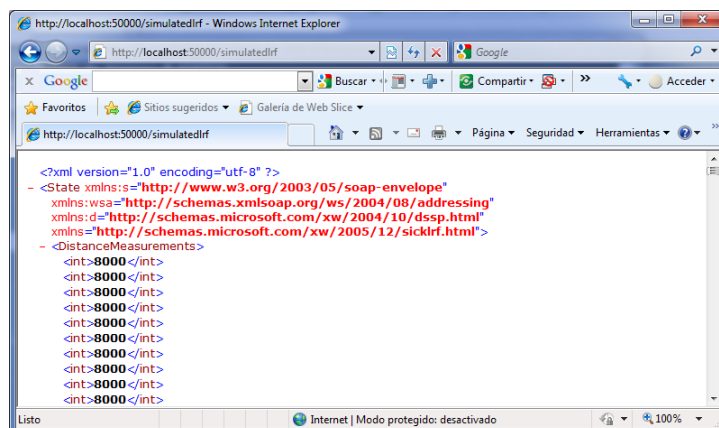 http://localhost:50000/simulatedlrf - Windows Internet Explorer
http://localhost:50000/simulatedlrf Google
x Google Buscar Compartir » Acceder
Favoritos Sitios sugeridos Galería de Web Slice
http://localhost:50000/simulatedlrf Página Seguridad Herramientas »
<?xml version="1.0" encoding="utf-8" ?>
- <State xmlns:s="http://www.w3.org/2003/05/soap-envelope"
xmlns:wsa="http://schemas.xmlsoap.org/ws/2004/08/addressing"
xmlns:d="http://schemas.microsoft.com/xw/2004/10/dssp.html"
xmlns="http://schemas.microsoft.com/xw/2005/12/sicklrf.html">
- <DistanceMeasurements>
<int>8000</int>
<int>8000</int>
<int>8000</int>
<int>8000</int>
<int>8000</int>
<int>8000</int>
<int>8000</int>
<int>8000</int>
<int>8000</int>
<int>8000</int>
Listo Internet | Modo protegido: desactivado 100%